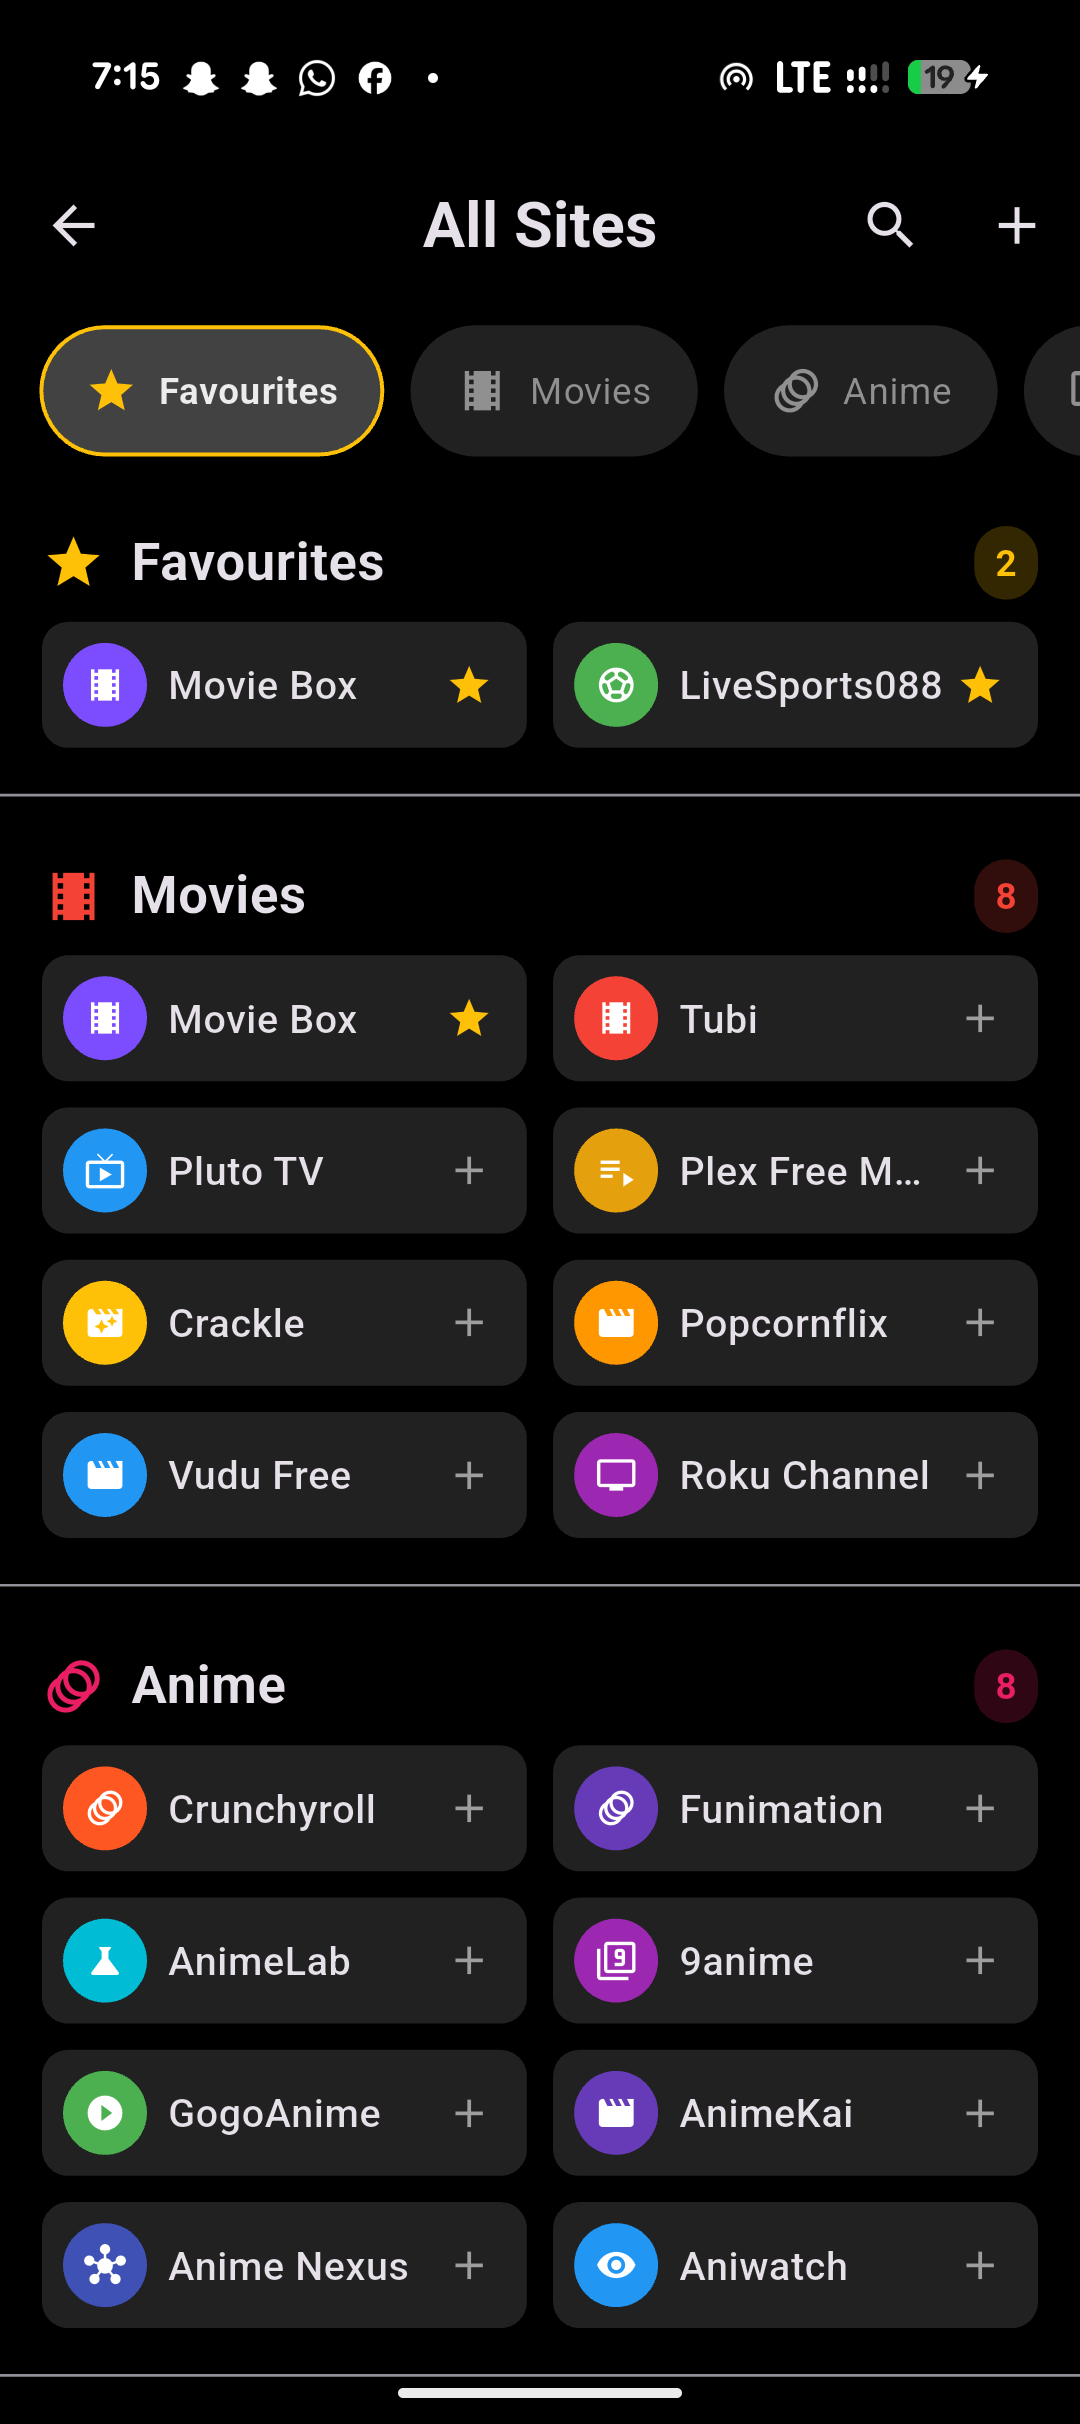 7:15 LTE 19
All Sites
Favourites Movies Anime
Favourites 2
Movie Box LiveSports088
Movies 8
Movie Box Tubi
Pluto TV Plex Free M...
Crackle Popcornflix
Vudu Free Roku Channel
Anime 8
Crunchyroll Funimation
AnimeLab 9anime
GogoAnime AnimeKai
Anime Nexus Aniwatch